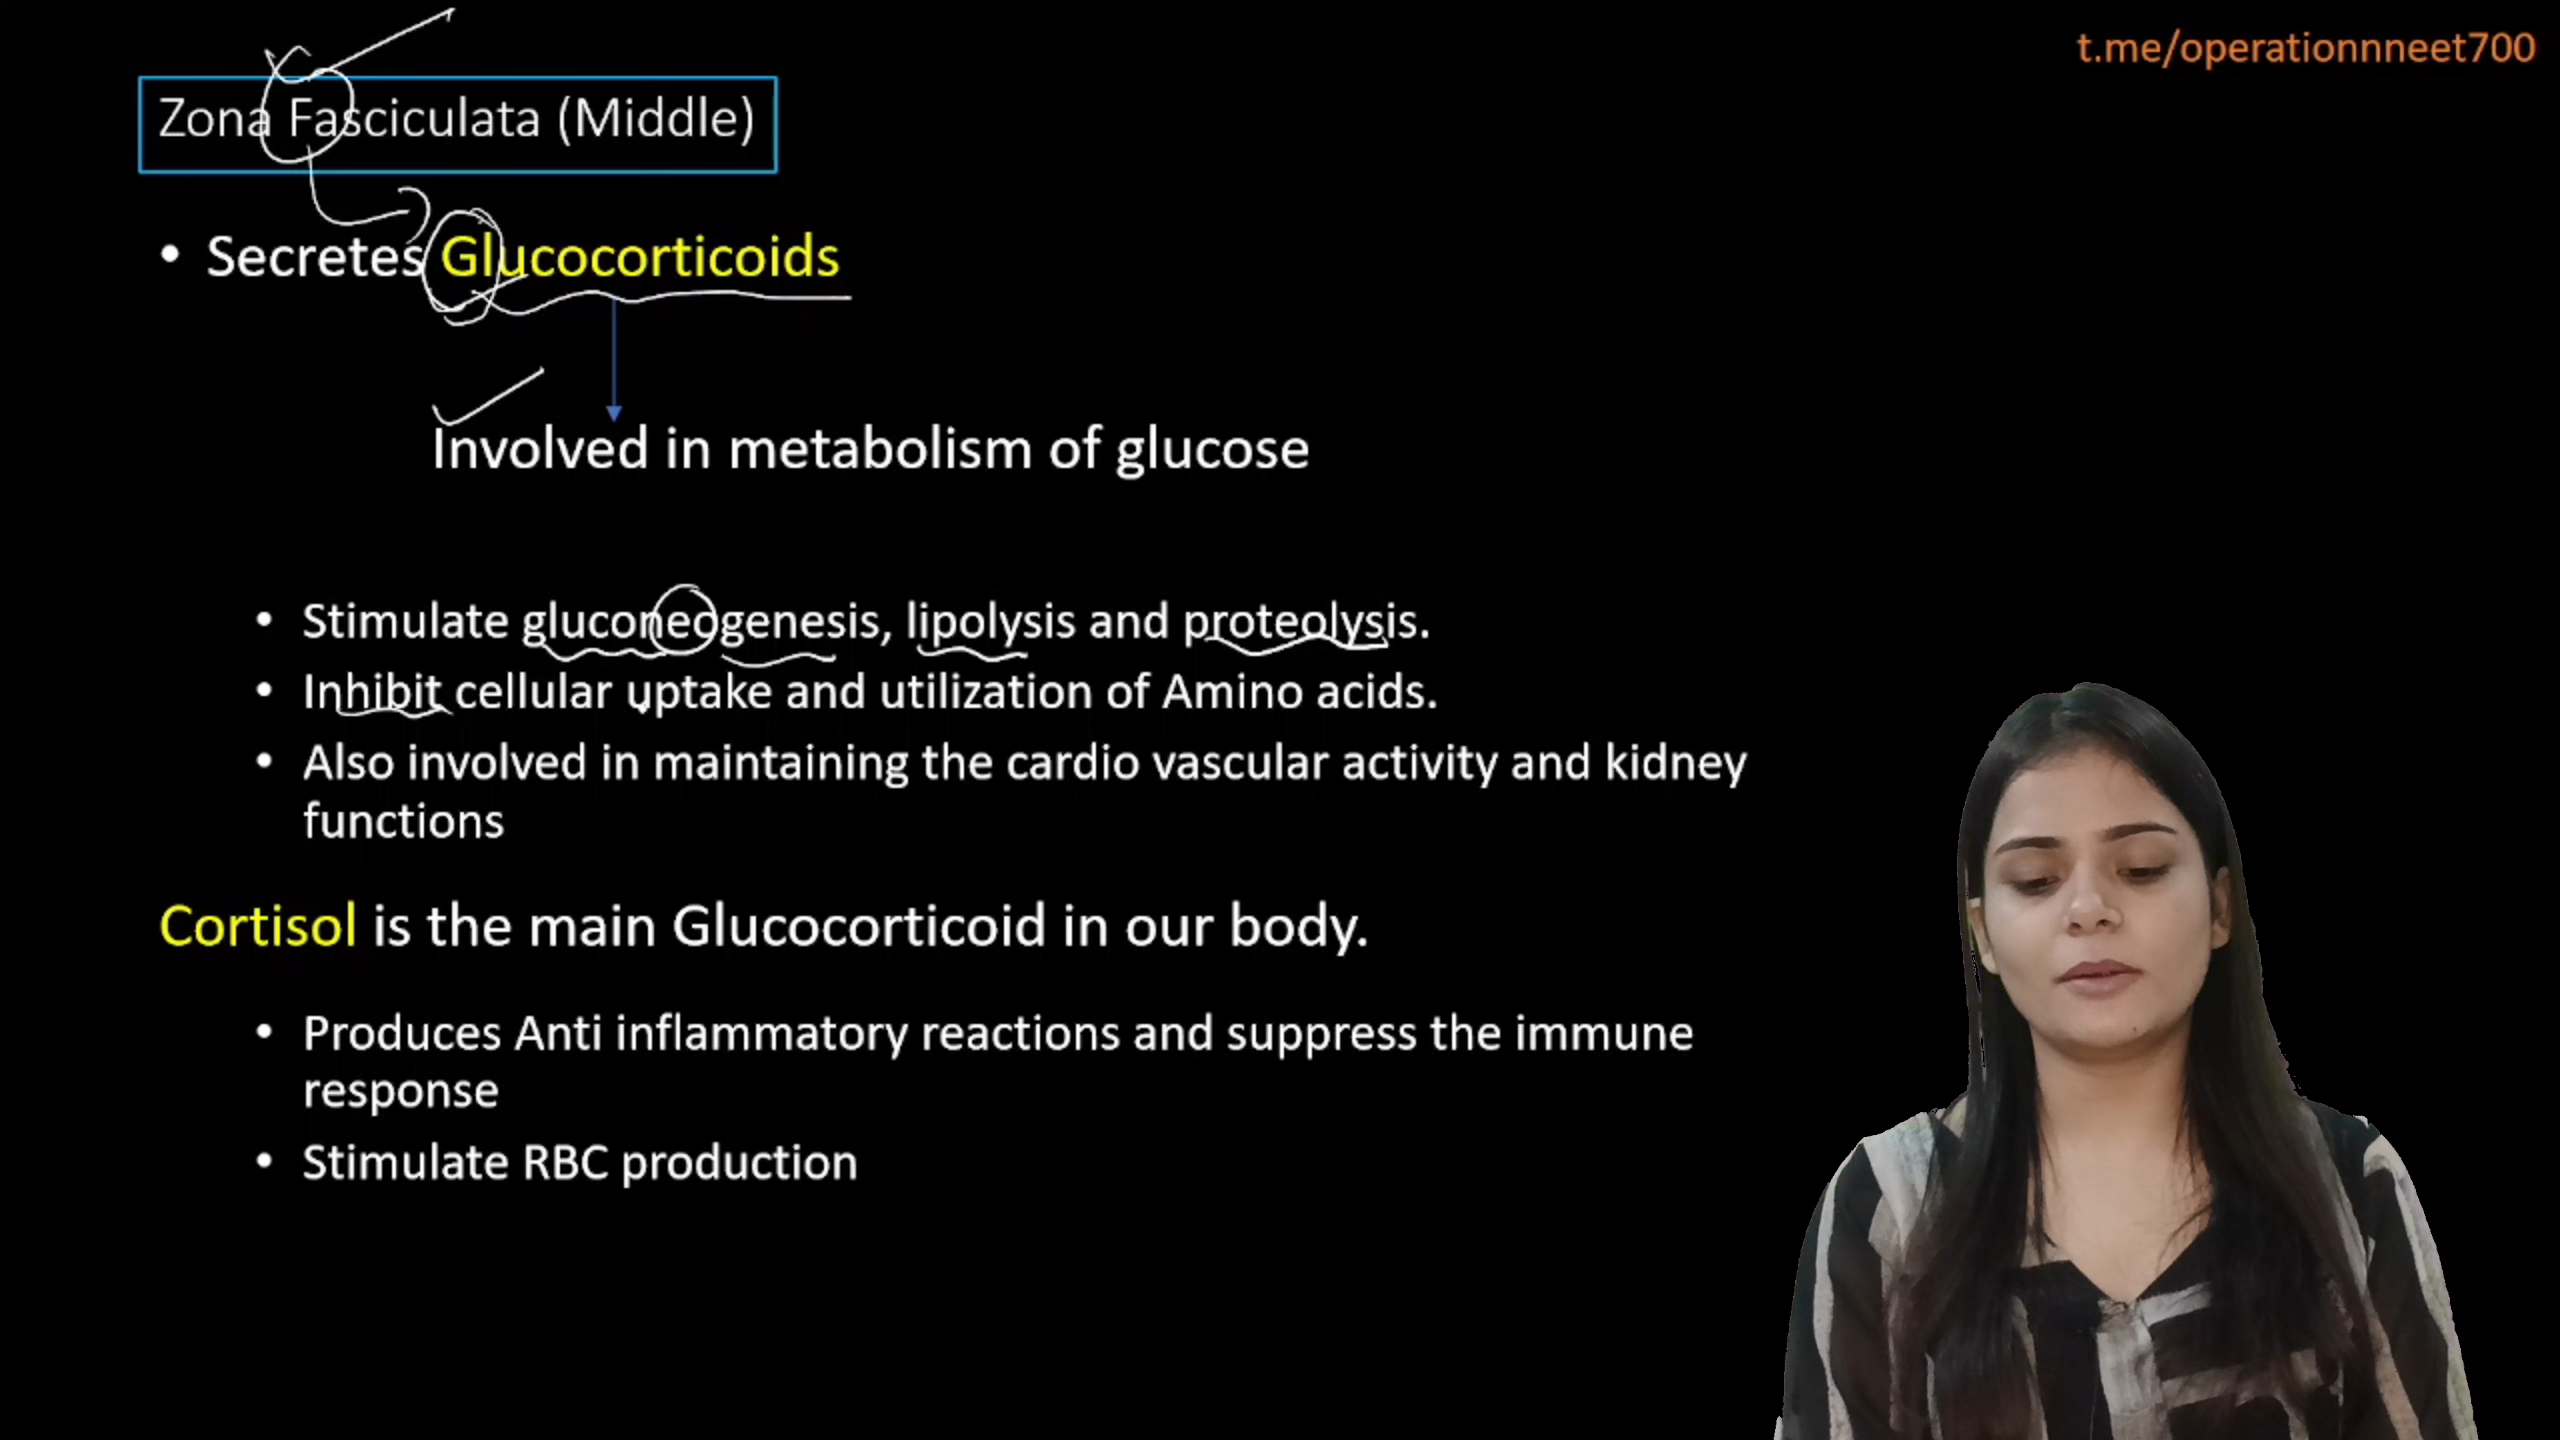 t.me/operationnneet700
Zona Fasciculata (Middle)
• Secretes Glucocorticoids
Involved in metabolism of glucose
• Stimulate gluconeogenesis, lipolysis and proteolysis.
• Inhibit cellular uptake and utilization of Amino acids.
• Also involved in maintaining the cardio vascular activity and kidney
functions
Cortisol is the main Glucocorticoid in our body.
• Produces Anti inflammatory reactions and suppress the immune
response
• Stimulate RBC production